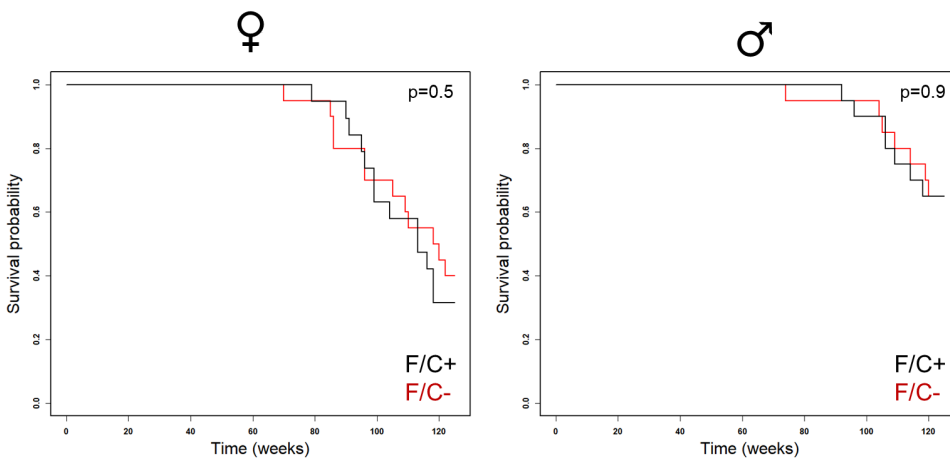 ♀
p=0.5
1.0
0.8
0.6
0.4
0.2
0.0
Survival probability
F/C+
F/C-
0 20 40 60 80 100 120
Time (weeks)
♂
p=0.9
1.0
0.8
0.6
0.4
0.2
0.0
Survival probability
F/C+
F/C-
0 20 40 60 80 100 120
Time (weeks)